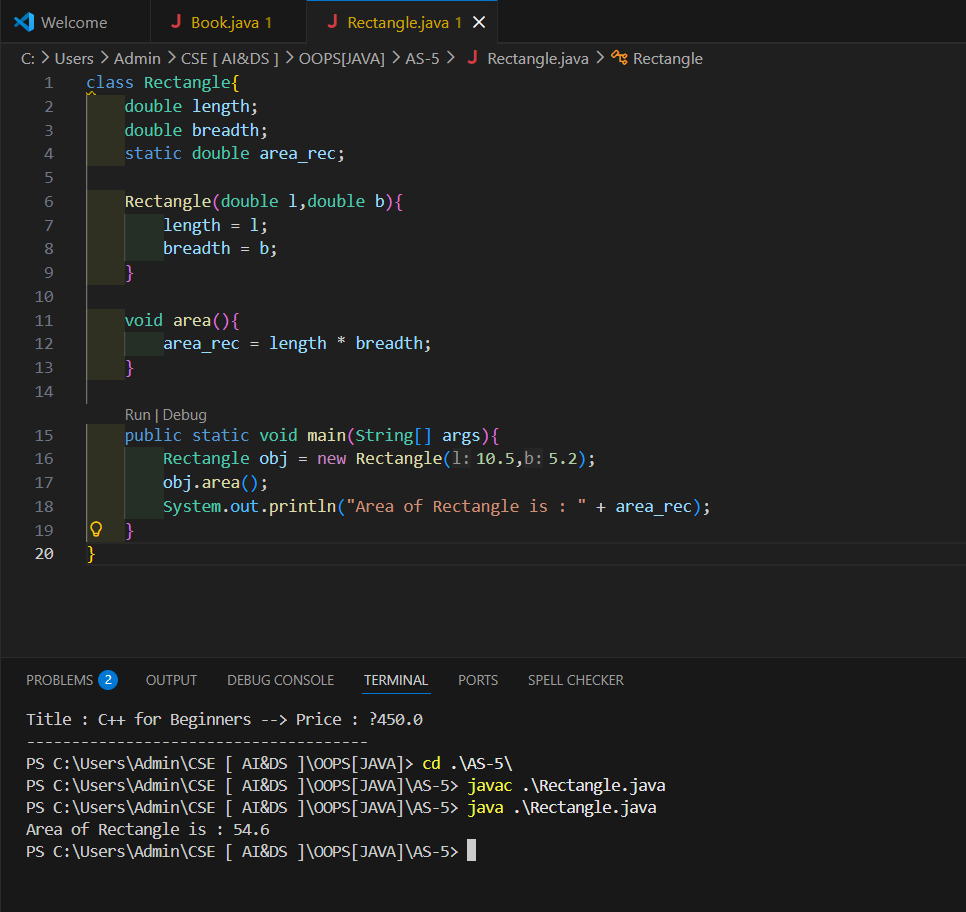 Welcome J Book.java 1 J Rectangle.java 1
C: > Users > Admin > CSE [ AI&DS ] > OOPS[JAVA] > AS-5 > J Rectangle.java > Rectangle
1 class Rectangle{
2 double length;
3 double breadth;
4 static double area_rec;
5
6 Rectangle(double l,double b){
7 length = l;
8 breadth = b;
9 }
10
11 void area(){
12 area_rec = length * breadth;
13 }
14
Run | Debug
15 public static void main(String[] args){
16 Rectangle obj = new Rectangle(l: 10.5,b: 5.2);
17 obj.area();
18 System.out.println("Area of Rectangle is : " + area_rec);
19 }
20 }
PROBLEMS 2 OUTPUT DEBUG CONSOLE TERMINAL PORTS SPELL CHECKER
Title : C++ for Beginners --> Price : ?450.0
--------------------------------------
PS C:\Users\Admin\CSE [ AI&DS ]\OOPS[JAVA]> cd .\AS-5\
PS C:\Users\Admin\CSE [ AI&DS ]\OOPS[JAVA]\AS-5> javac .\Rectangle.java
PS C:\Users\Admin\CSE [ AI&DS ]\OOPS[JAVA]\AS-5> java .\Rectangle.java
Area of Rectangle is : 54.6
PS C:\Users\Admin\CSE [ AI&DS ]\OOPS[JAVA]\AS-5>